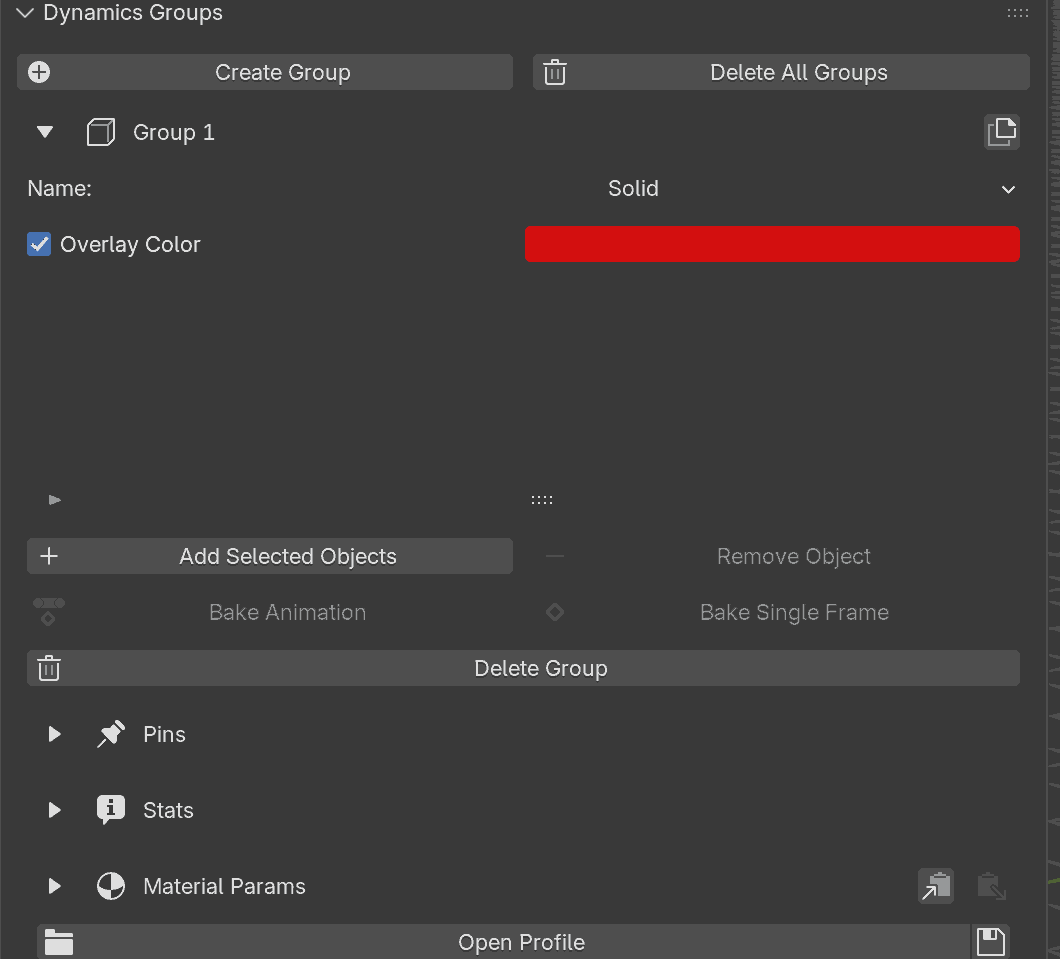 Dynamics Groups
Create Group
Delete All Groups
Group 1
Name:
Solid
Overlay Color
Add Selected Objects
Remove Object
Bake Animation
Bake Single Frame
Delete Group
Pins
Stats
Material Params
Open Profile